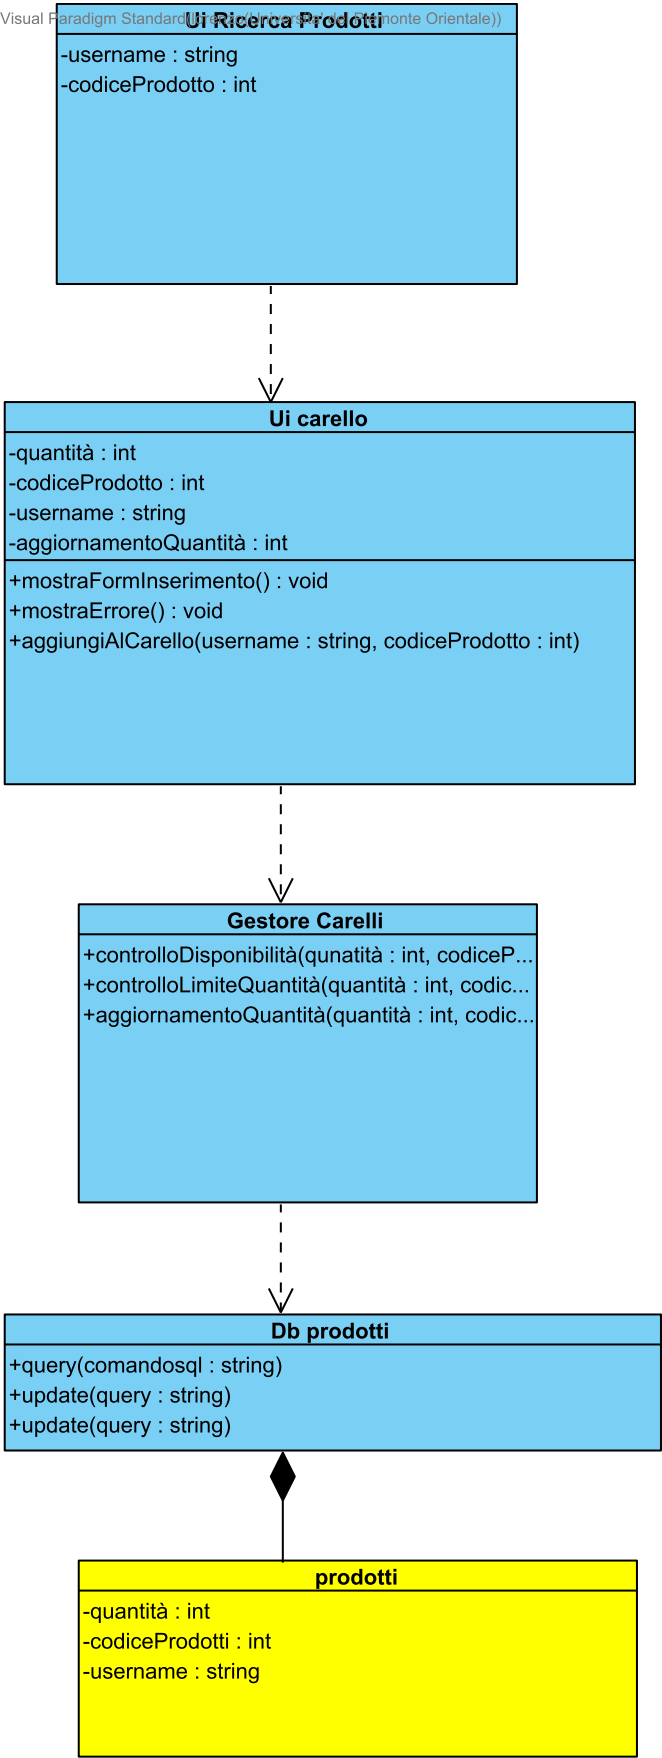 Visual Paradigm Standard
Ui Ricerca Prodotti
-username : string
-codiceProdotto : int
Ui carello
-quantità : int
-codiceProdotto : int
-username : string
-aggiornamentoQuantità : int
+mostraFormInserimento() : void
+mostraErrore() : void
+aggiungiAlCarello(username : string, codiceProdotto : int)
Gestore Carelli
+controlloDisponibilità(qunatità : int, codiceP...
+controlloLimiteQuantità(quantità : int, codic...
+aggiornamentoQuantità(quantità : int, codic...
Db prodotti
+query(comandosql : string)
+update(query : string)
+update(query : string)
prodotti
-quantità : int
-codiceProdotti : int
-username : string